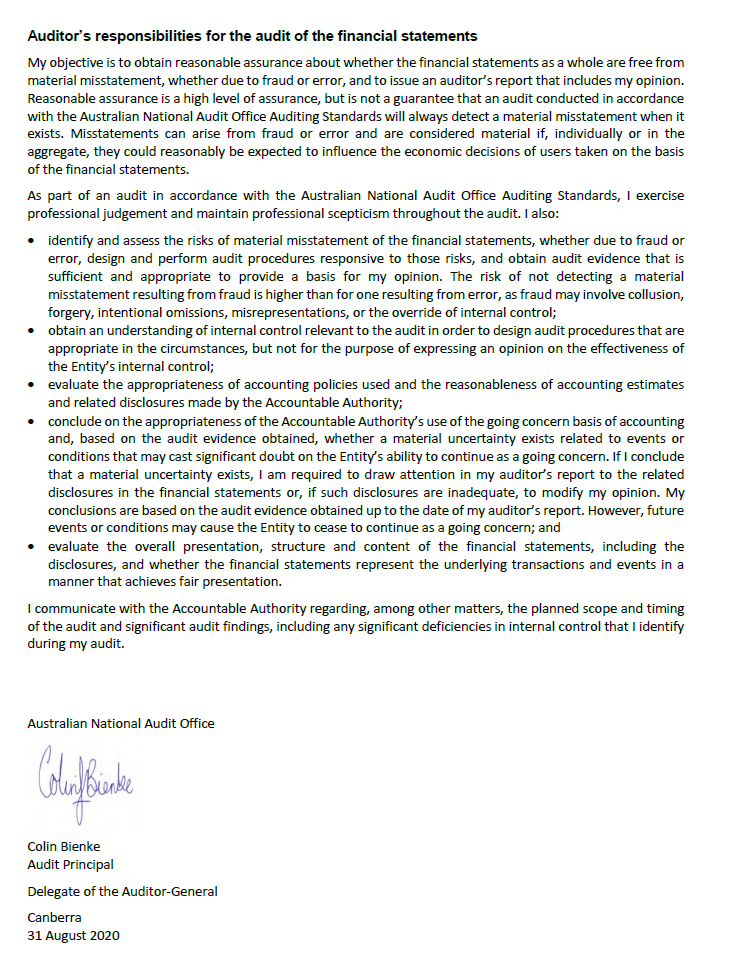 Auditor's responsibilities for the audit of the financial statements
My objective is to obtain reasonable assurance about whether the financial statements as a whole are free from
material misstatement, whether due to fraud or error, and to issue an auditor's report that includes my opinion.
Reasonable assurance is a high level of assurance, but is not a guarantee that an audit conducted in accordance
with the Australian National Audit Office Auditing Standards will always detect a material misstatement when it
exists. Misstatements can arise from fraud or error and are considered material if, individually or in the
aggregate, they could reasonably be expected to influence the economic decisions of users taken on the basis
of the financial statements.
As part of an audit in accordance with the Australian National Audit Office Auditing Standards, I exercise
professional judgement and maintain professional scepticism throughout the audit. I also:
• identify and assess the risks of material misstatement of the financial statements, whether due to fraud or
error, design and perform audit procedures responsive to those risks, and obtain audit evidence that is
sufficient and appropriate to provide a basis for my opinion. The risk of not detecting a material
misstatement resulting from fraud is higher than for one resulting from error, as fraud may involve collusion,
forgery, intentional omissions, misrepresentations, or the override of internal control;
• obtain an understanding of internal control relevant to the audit in order to design audit procedures that are
appropriate in the circumstances, but not for the purpose of expressing an opinion on the effectiveness of
the Entity's internal control;
• evaluate the appropriateness of accounting policies used and the reasonableness of accounting estimates
and related disclosures made by the Accountable Authority;
• conclude on the appropriateness of the Accountable Authority's use of the going concern basis of accounting
and, based on the audit evidence obtained, whether a material uncertainty exists related to events or
conditions that may cast significant doubt on the Entity's ability to continue as a going concern. If I conclude
that a material uncertainty exists, I am required to draw attention in my auditor's report to the related
disclosures in the financial statements or, if such disclosures are inadequate, to modify my opinion. My
conclusions are based on the audit evidence obtained up to the date of my auditor's report. However, future
events or conditions may cause the Entity to cease to continue as a going concern; and
• evaluate the overall presentation, structure and content of the financial statements, including the
disclosures, and whether the financial statements represent the underlying transactions and events in a
manner that achieves fair presentation.
I communicate with the Accountable Authority regarding, among other matters, the planned scope and timing
of the audit and significant audit findings, including any significant deficiencies in internal control that I identify
during my audit.
Australian National Audit Office
Colin Bienke
Colin Bienke
Audit Principal
Delegate of the Auditor-General
Canberra
31 August 2020